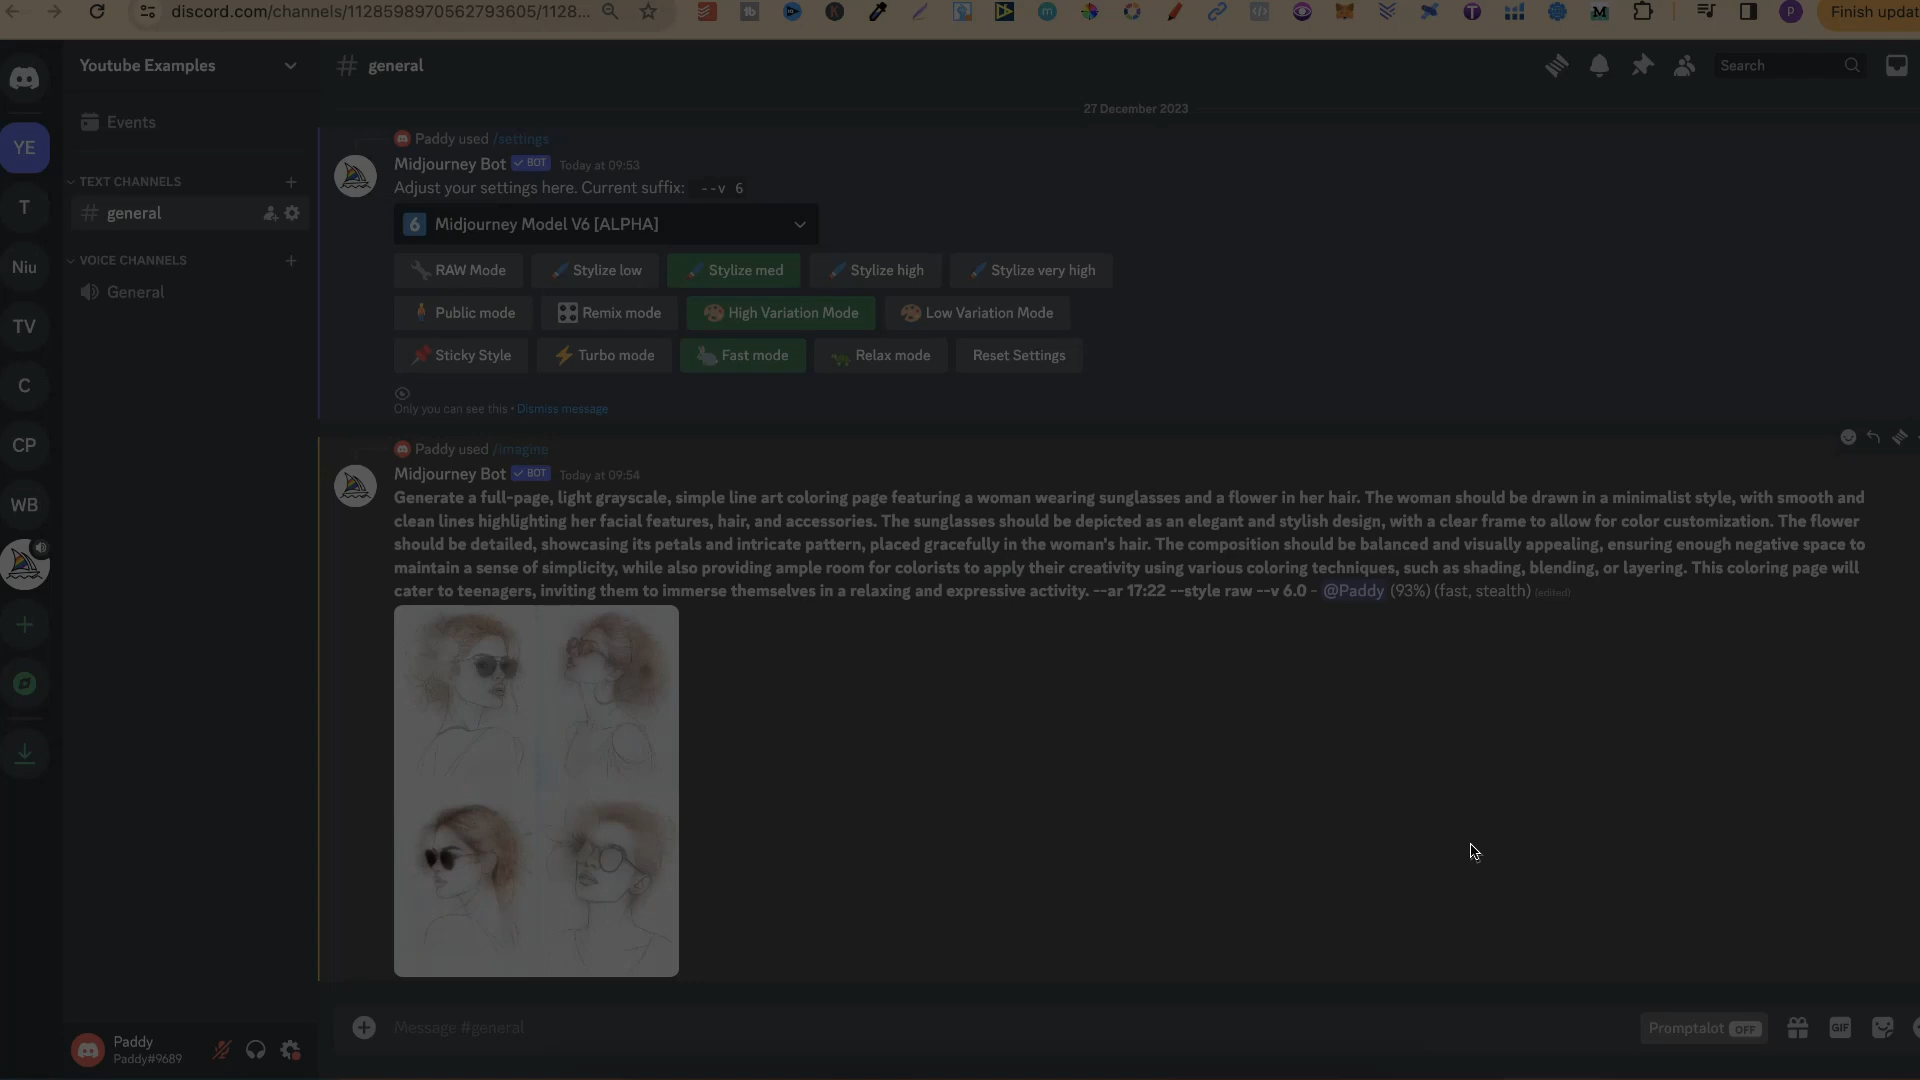 discord.com/channels/1128598970562793605/1128...
Finish updat
Youtube Examples
general
Search
Events
27 December 2023
YE
Paddy used /settings
Midjourney Bot BOT Today at 09:53
TEXT CHANNELS
Adjust your settings here. Current suffix: --v 6
T
general
6 Midjourney Model V6 [ALPHA]
VOICE CHANNELS
Niu
RAW Mode Stylize low Stylize med Stylize high Stylize very high
General
Public mode Remix mode High Variation Mode Low Variation Mode
TV
Sticky Style Turbo mode Fast mode Relax mode Reset Settings
C
Only you can see this • Dismiss message
CP
Paddy used /imagine
Midjourney Bot BOT Today at 09:54
WB
Generate a full-page, light grayscale, simple line art coloring page featuring a woman wearing sunglasses and a flower in her hair. The woman should be drawn in a minimalist style, with smooth and
clean lines highlighting her facial features, hair, and accessories. The sunglasses should be depicted as an elegant and stylish design, with a clear frame to allow for color customization. The flower
should be detailed, showcasing its petals and intricate pattern, placed gracefully in the woman's hair. The composition should be balanced and visually appealing, ensuring enough negative space to
maintain a sense of simplicity, while also providing ample room for colorists to apply their creativity using various coloring techniques, such as shading, blending, or layering. This coloring page will
cater to teenagers, inviting them to immerse themselves in a relaxing and expressive activity. --ar 17:22 --style raw --v 6.0 - @Paddy (93%) (fast, stealth) (edited)
Message #general
Promptalot OFF
GIF
Paddy
Paddy#9689